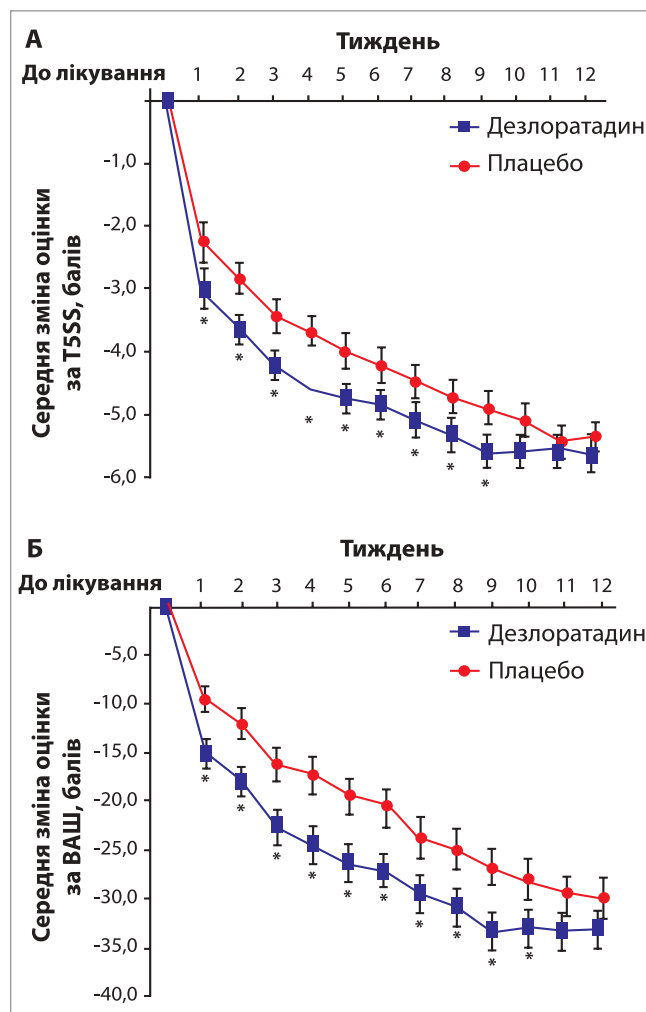 А
Тиждень
До лікування 1 2 3 4 5 6 7 8 9 10 11 12
Дезлоратадин
Плацебо
Середня зміна оцінки
за T5SS, балів
-1,0
-2,0
-3,0
-4,0
-5,0
-6,0
* * * * * * * * *
Б
Тиждень
До лікування 1 2 3 4 5 6 7 8 9 10 11 12
Дезлоратадин
Плацебо
Середня зміна оцінки
за ВАШ, балів
-5,0
-10,0
-15,0
-20,0
-25,0
-30,0
-35,0
-40,0
* * * * * * * * * *